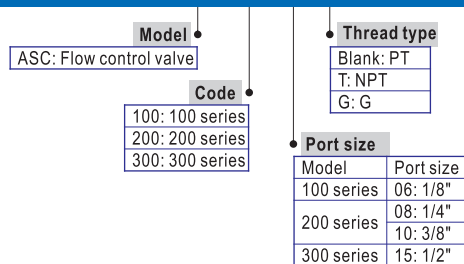 Model
ASC: Flow control valve
Code
100: 100 series
200: 200 series
300: 300 series
Thread type
Blank: PT
T: NPT
G: G
Port size
Model Port size
100 series 06: 1/8"
200 series 08: 1/4"
10: 3/8"
300 series 15: 1/2"